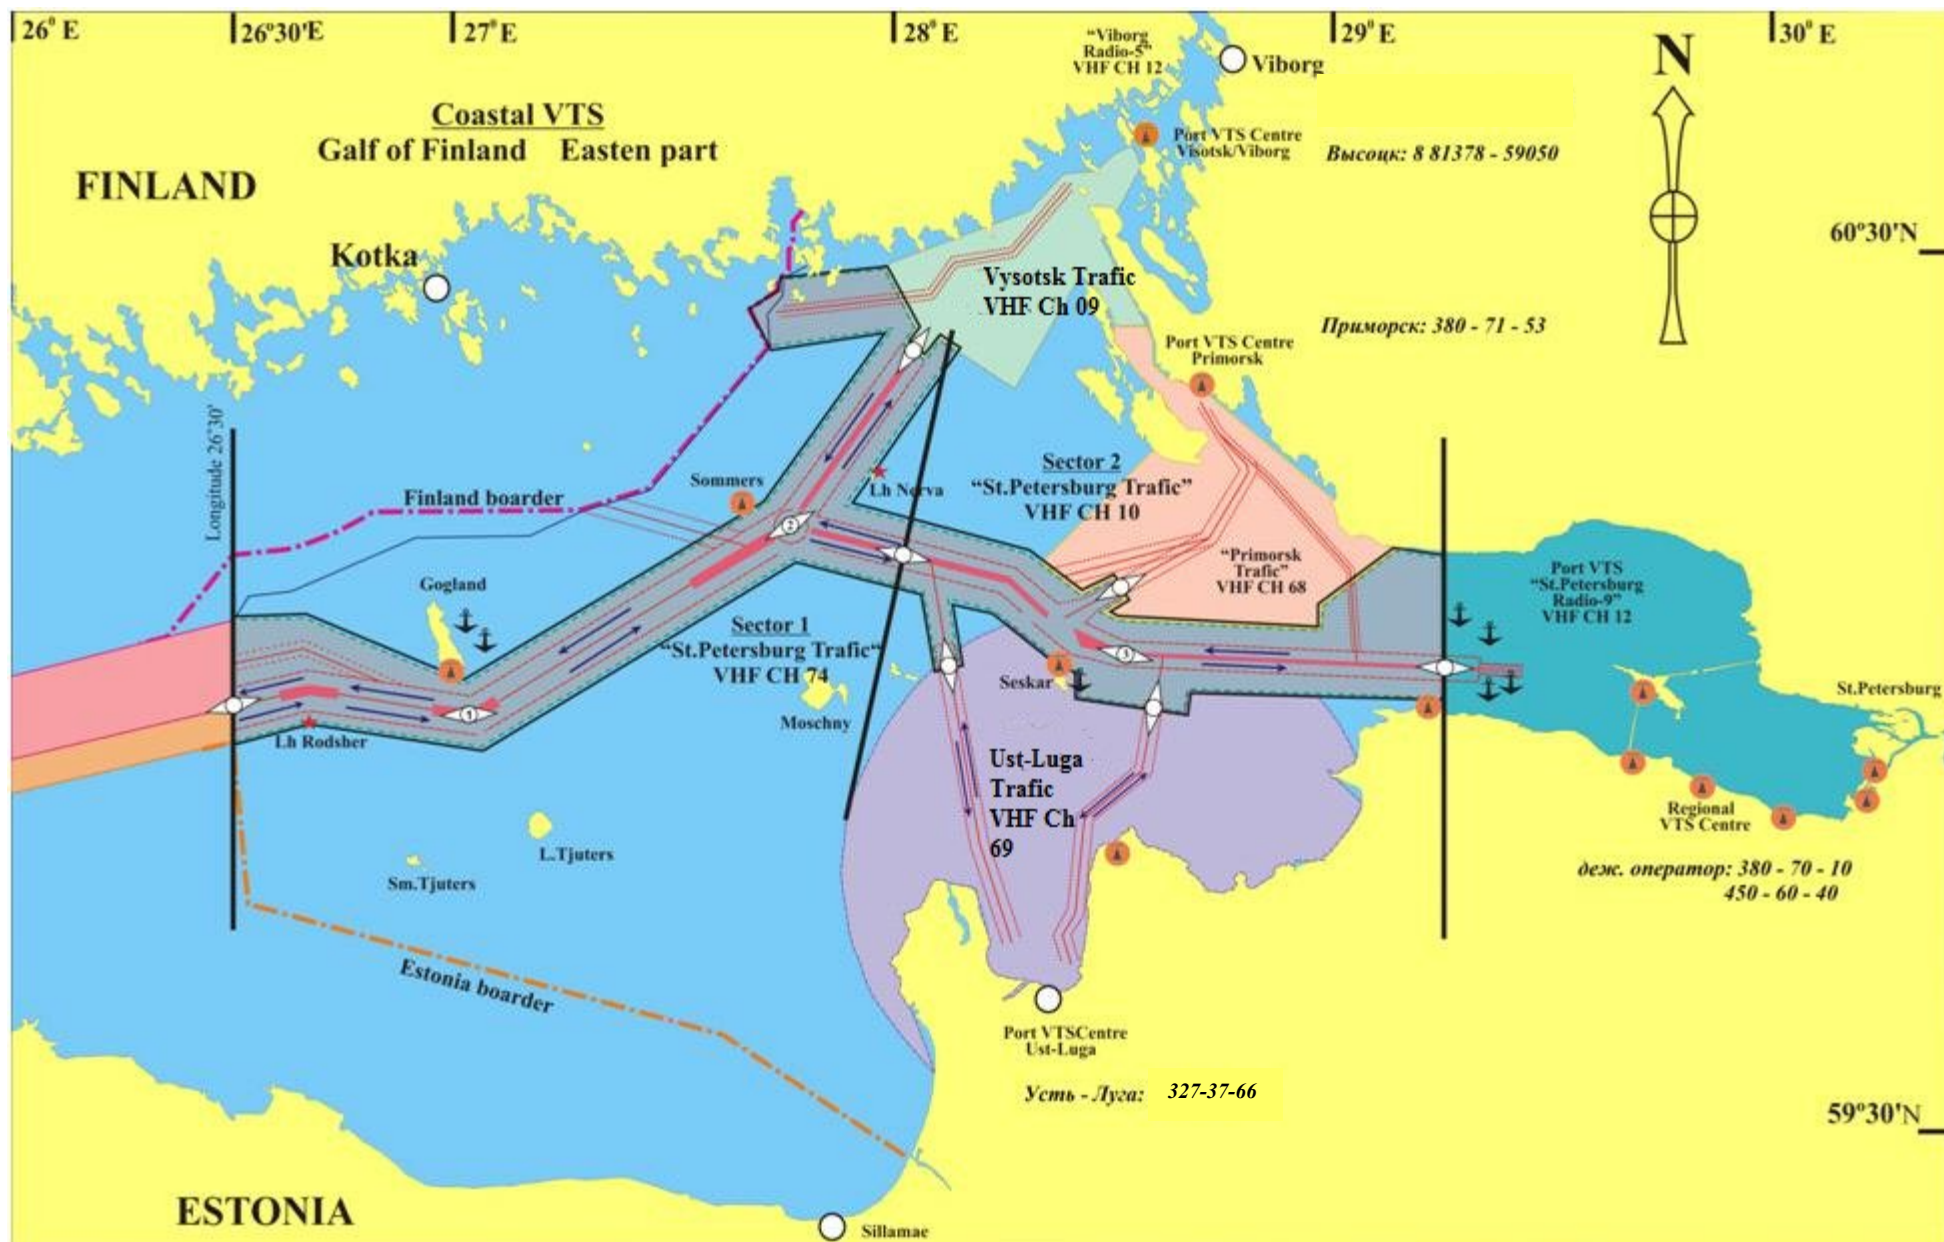 26° E
26°30'E
27°E
28° E
29° E
30° E
"Viborg
Radio-5"
VHF CH 12
Viborg
N
Coastal VTS
Galf of Finland Easten part
FINLAND
Port VTS Centre
Visotsk/Viborg
Высоцк: 8 81378 - 59050
60°30'N
Kotka
Vysotsk Trafic
VHF Ch 09
Приморск: 380 - 71 - 53
Port VTS Centre
Primorsk
Longitude 26°30'
Finland boarder
Sommers
Lh Nerva
Sector 2
"St.Petersburg Trafic"
VHF CH 10
2
"Primorsk
Trafic"
VHF CH 68
Port VTS
"St.Petersburg
Radio-9"
VHF CH 12
Gogland
Sector 1
"St.Petersburg Trafic"
VHF CH 74
3
Seskar
Moschny
1
Lh Rodsher
St.Petersburg
Ust-Luga
Trafic
VHF Ch
69
Regional
VTS Centre
L.Tjuters
Sm.Tjuters
деж. оператор: 380 - 70 - 10
450 - 60 - 40
Estonia boarder
Port VTSCentre
Ust-Luga
Усть - Луга: 327-37-66
59°30'N
ESTONIA
Sillamae